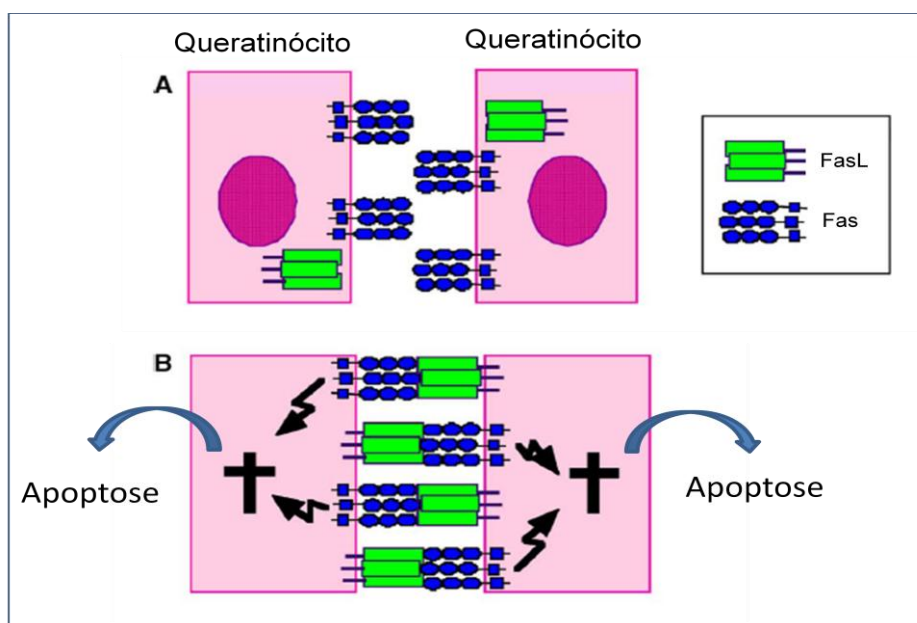 Queratinócito
Queratinócito
A
FasL
Fas
B
Apoptose
Apoptose